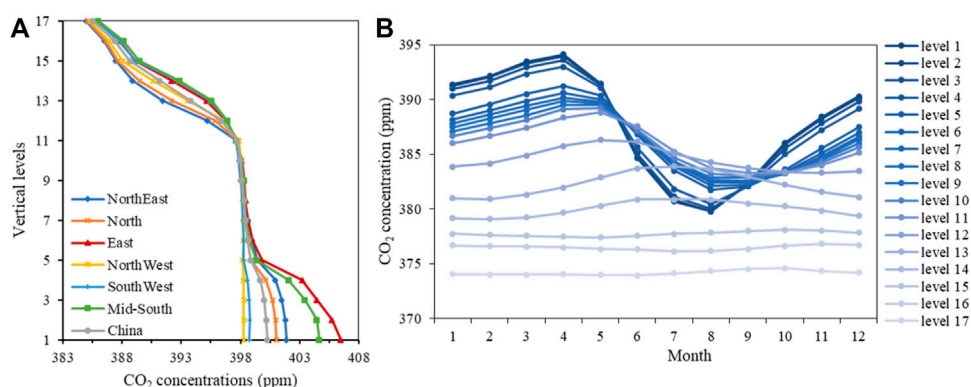 A
17
15
13
11
9
7
5
3
1
Vertical levels
NorthEast
North
East
NorthWest
SouthWest
Mid-South
China
383 388 393 398 403 408
CO2 concentrations (ppm)
B
395
390
385
380
375
370
CO2 concentration (ppm)
1 2 3 4 5 6 7 8 9 10 11 12
Month
level 1
level 2
level 3
level 4
level 5
level 6
level 7
level 8
level 9
level 10
level 11
level 12
level 13
level 14
level 15
level 16
level 17